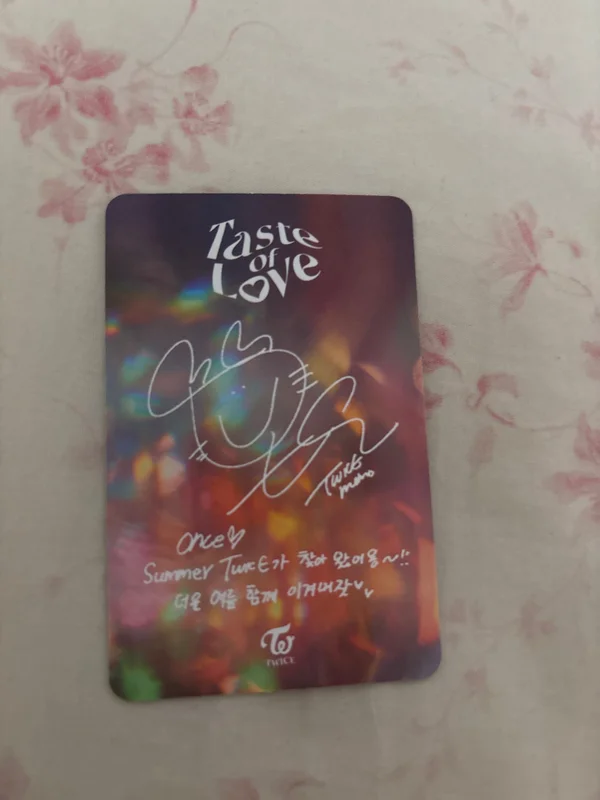 Taste
of
Love
TWICE
momo
Once♡
Summer TWICE가 찾아 왔어용~!!
더운 여름 함께 이겨내잣♡♡
TWICE